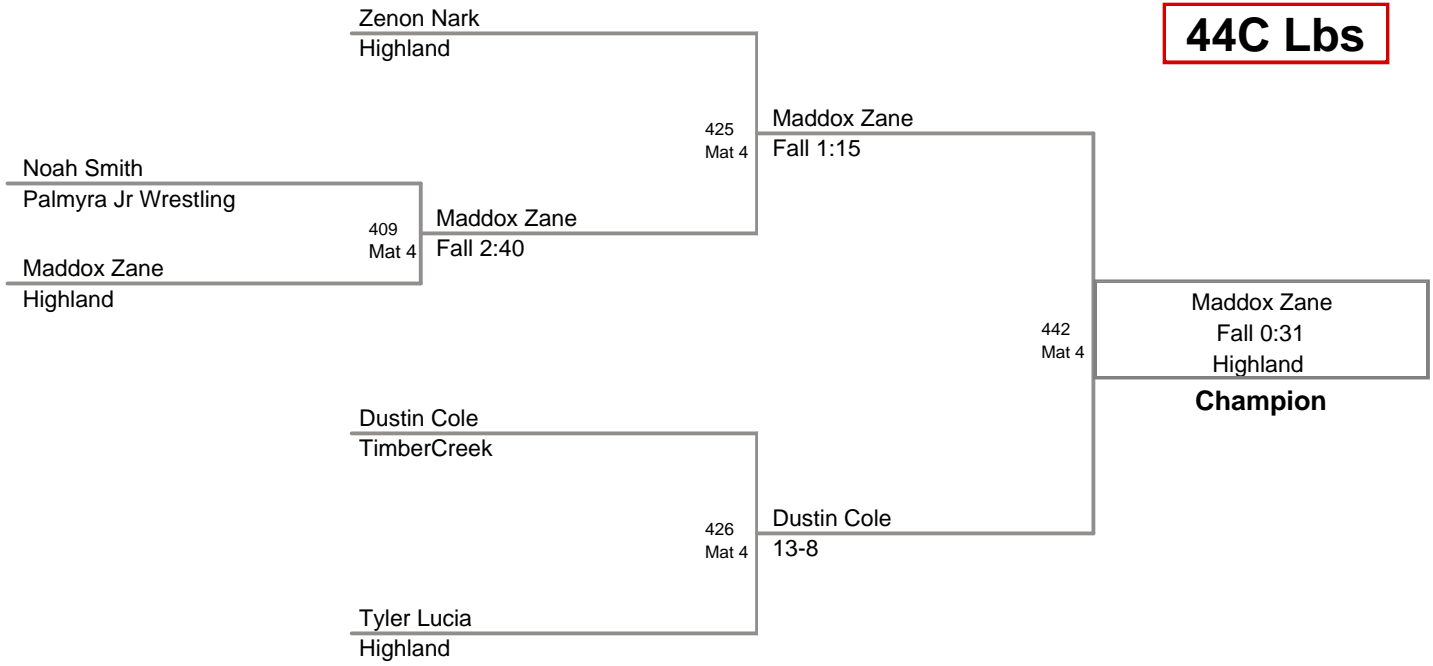 Zenon Nark
Highland
44C Lbs
425
Mat 4
Maddox Zane
Fall 1:15
Noah Smith
Palmyra Jr Wrestling
409
Mat 4
Maddox Zane
Fall 2:40
Maddox Zane
Highland
442
Mat 4
Maddox Zane
Fall 0:31
Highland
Champion
Dustin Cole
TimberCreek
426
Mat 4
Dustin Cole
13-8
Tyler Lucia
Highland